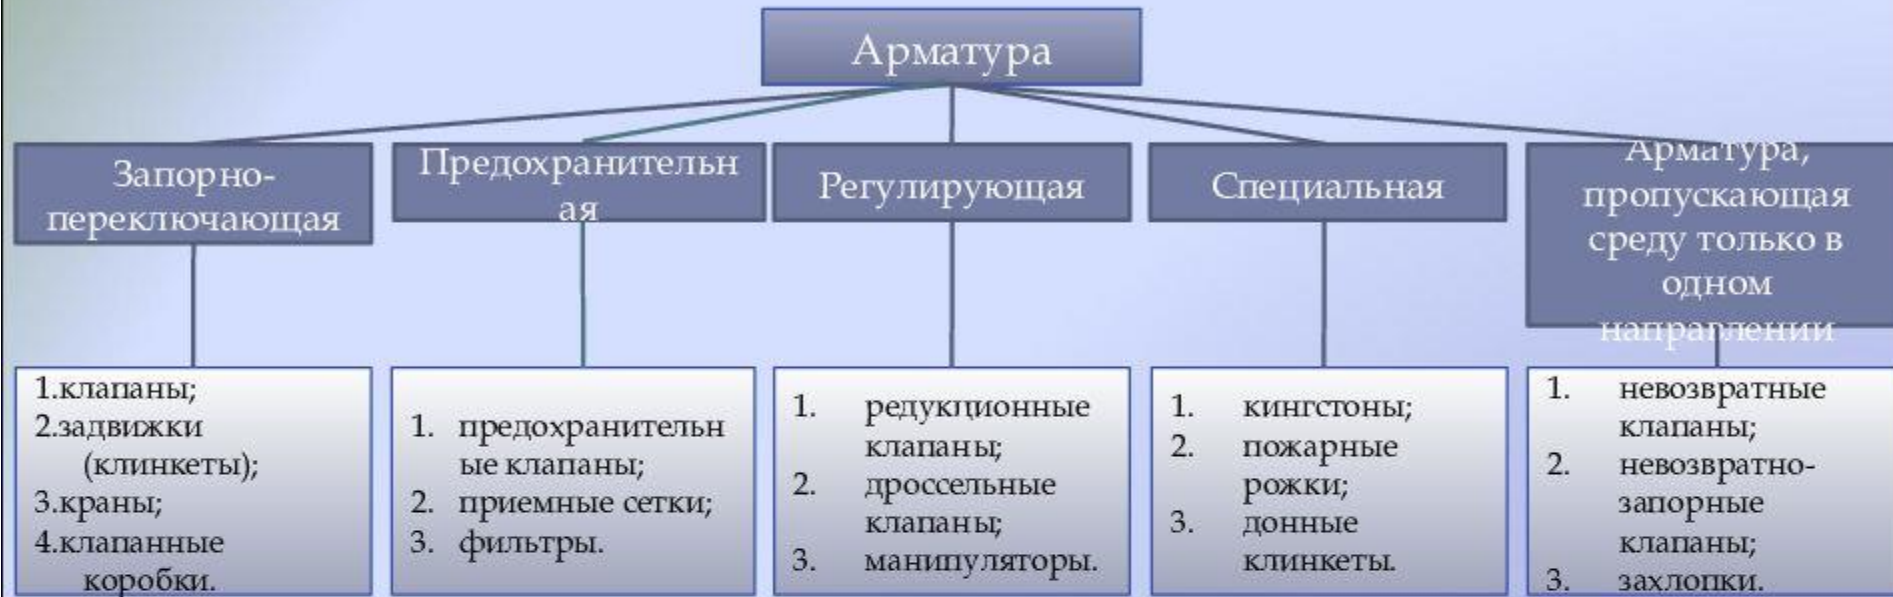 Арматура
Запорно-
переключающая
Предохранительн
ая
Регулирующая
Специальная
Арматура,
пропускающая
среду только в
одном
направлении
1.клапаны;
2.задвижки
(клинкеты);
3.краны;
4.клапанные
коробки.
1. предохранительн
ые клапаны;
2. приемные сетки;
3. фильтры.
1. редукционные
клапаны;
2. дроссельные
клапаны;
3. манипуляторы.
1. кингстоны;
2. пожарные
рожки;
3. донные
клинкеты.
1. невозвратные
клапаны;
2. невозвратно-
запорные
клапаны;
3. захлопки.